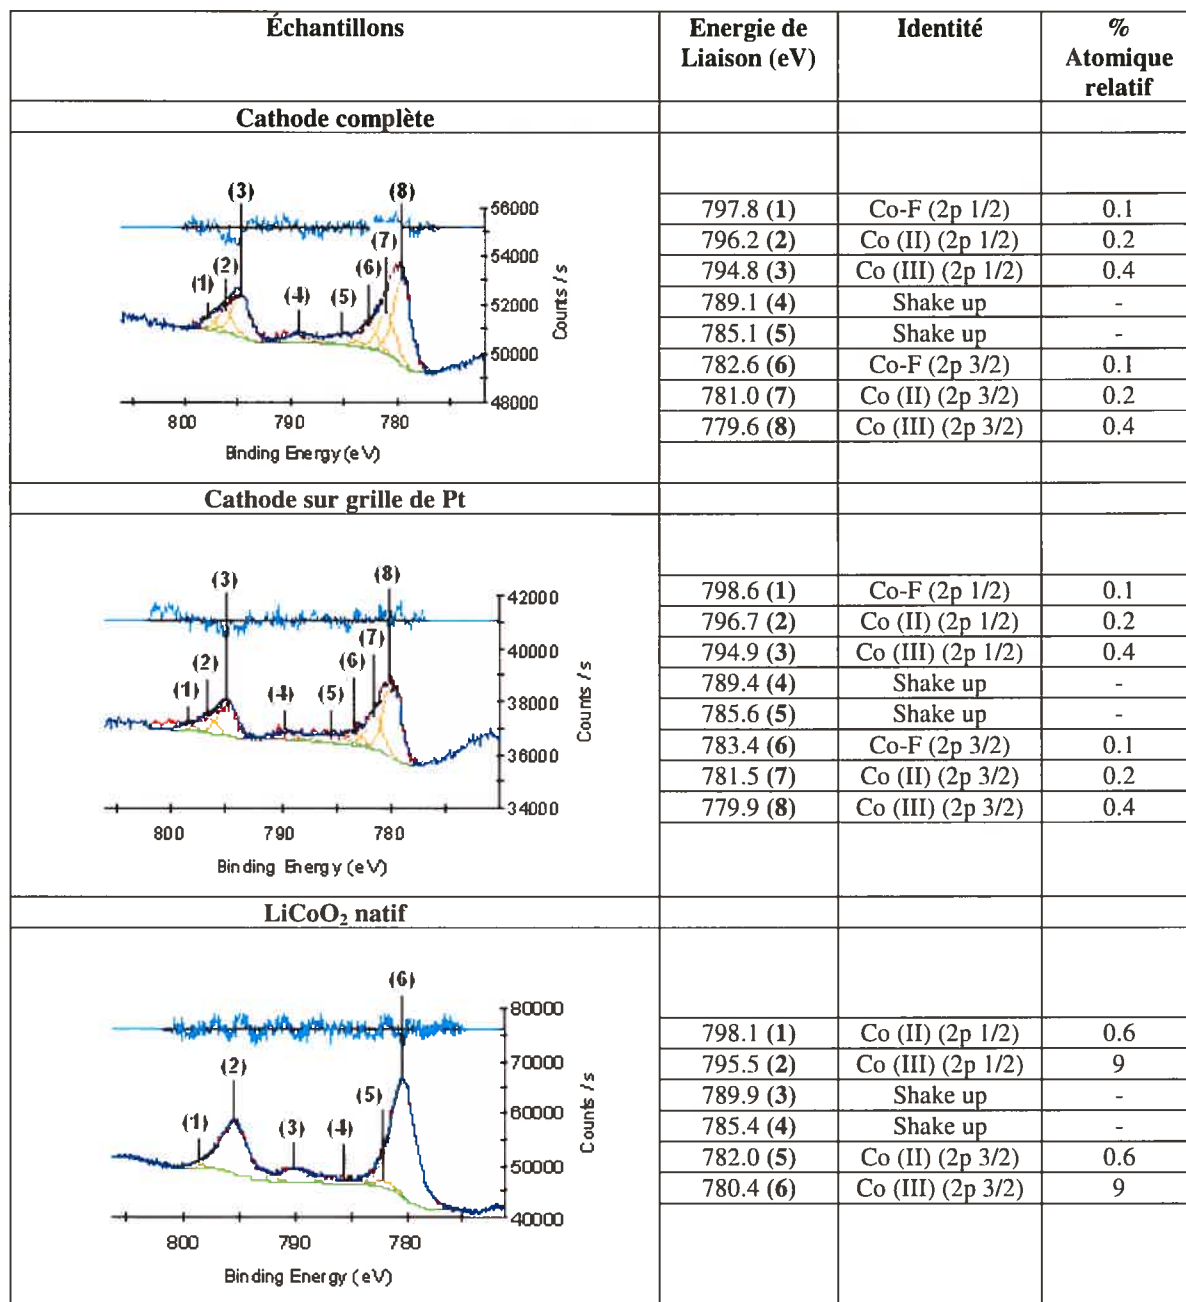 Échantillons
Energie de Liaison (eV)
Identité
% Atomique relatif
Cathode complète
(3)
(8)
(7)
(6)
(2)
(1)
(4)
(5)
56000
54000
52000
50000
48000
Counts / s
800 790 780
Binding Energy (eV)
797.8 (1) Co-F (2p 1/2) 0.1
796.2 (2) Co (II) (2p 1/2) 0.2
794.8 (3) Co (III) (2p 1/2) 0.4
789.1 (4) Shake up -
785.1 (5) Shake up -
782.6 (6) Co-F (2p 3/2) 0.1
781.0 (7) Co (II) (2p 3/2) 0.2
779.6 (8) Co (III) (2p 3/2) 0.4
Cathode sur grille de Pt
(3)
(8)
(7)
(6)
(2)
(1)
(4)
(5)
42000
40000
38000
36000
34000
Counts / s
800 790 780
Binding Energy (eV)
798.6 (1) Co-F (2p 1/2) 0.1
796.7 (2) Co (II) (2p 1/2) 0.2
794.9 (3) Co (III) (2p 1/2) 0.4
789.4 (4) Shake up -
785.6 (5) Shake up -
783.4 (6) Co-F (2p 3/2) 0.1
781.5 (7) Co (II) (2p 3/2) 0.2
779.9 (8) Co (III) (2p 3/2) 0.4
LiCoO₂ natif
(6)
(2)
(5)
(1)
(3)
(4)
80000
70000
60000
50000
40000
Counts / s
800 790 780
Binding Energy (eV)
798.1 (1) Co (II) (2p 1/2) 0.6
795.5 (2) Co (III) (2p 1/2) 9
789.9 (3) Shake up -
785.4 (4) Shake up -
782.0 (5) Co (II) (2p 3/2) 0.6
780.4 (6) Co (III) (2p 3/2) 9